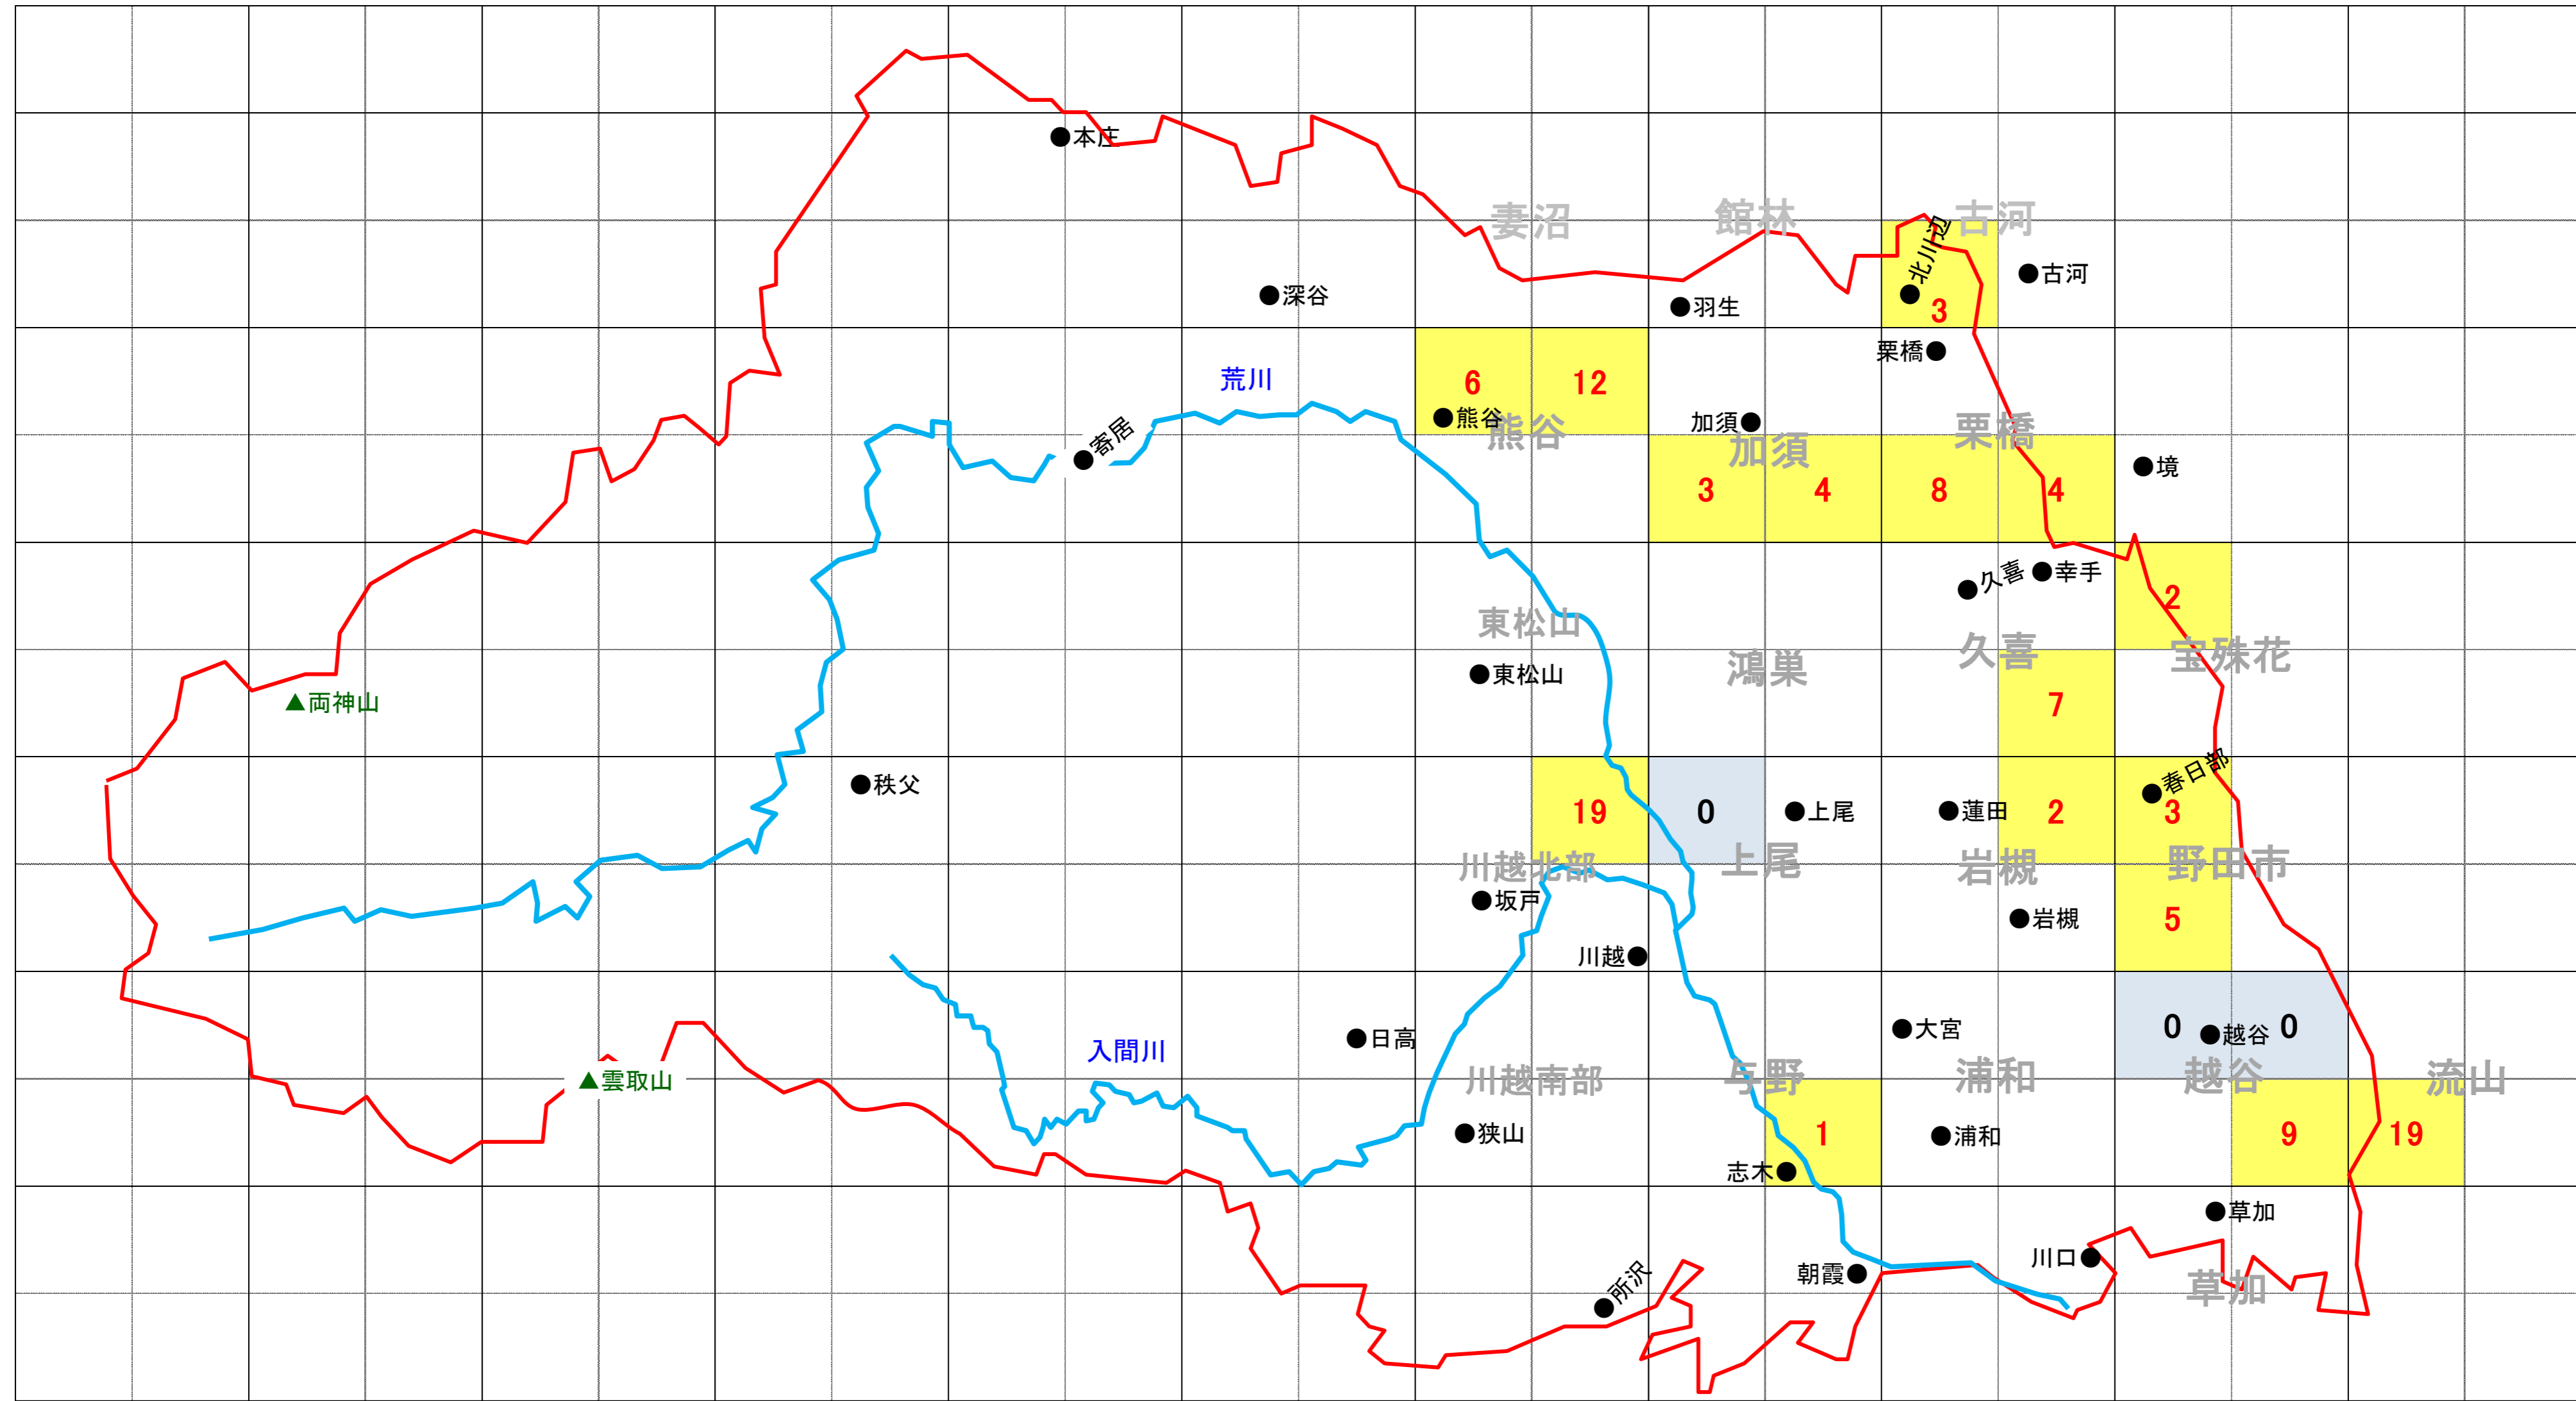 本庄
妻沼
館林
古河
北川辺
古河
深谷
羽生
3
栗橋
荒川
6
12
熊谷
熊谷
加須
加須
栗橋
寄居
境
3
4
8
4
久喜
幸手
2
東松山
東松山
鴻巣
久喜
宝殊花
両神山
7
秩父
19
0
上尾
蓮田
2
春日部
3
川越北部
上尾
岩槻
野田市
坂戸
岩槻
5
川越
入間川
日高
大宮
0
越谷
0
雲取山
川越南部
与野
浦和
越谷
流山
狭山
1
浦和
9
19
志木
草加
川口
朝霞
所沢
草加